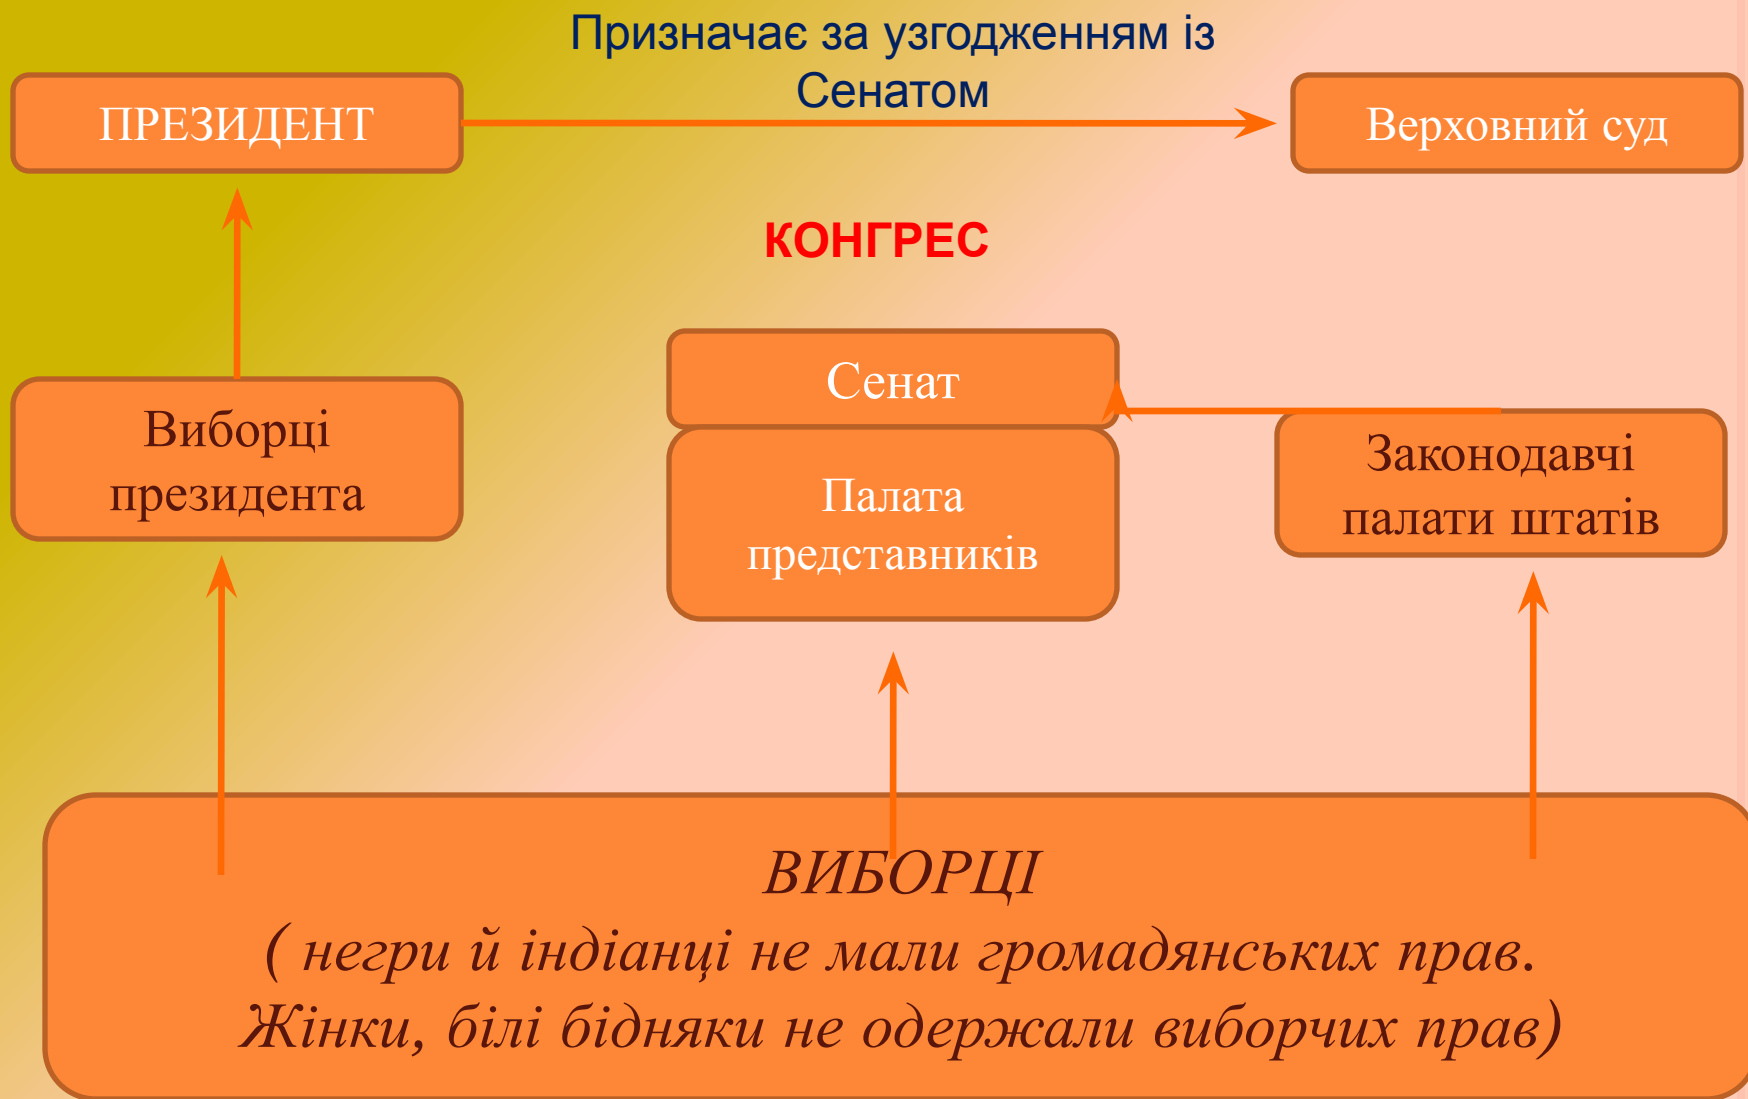 Призначає за узгодженням із
Сенатом
ПРЕЗИДЕНТ
Верховний суд
КОНГРЕС
Сенат
Виборці
президента
Палата
представників
Законодавчі
палати штатів
ВИБОРЦІ
( негри й індіанці не мали громадянських прав.
Жінки, білі бідняки не одержали виборчих прав)